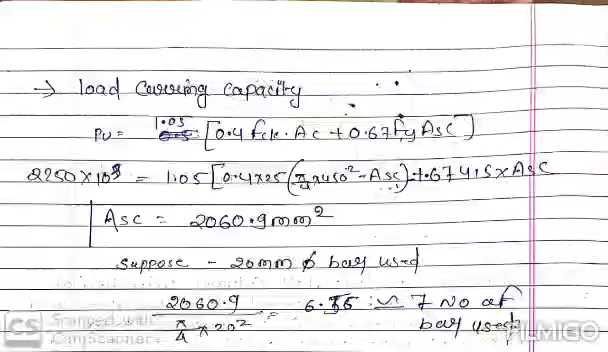 → load Carrying Capacity
1.05
Pu = [0.4 fck. Ac + 0.67 fy Asc]
2250 × 10³ = 1.05 [0.4×25 (π/4 × 450² - Asc) + .67 415 × Asc
Asc = 2060.9 mm²
suppose - 20mm ϕ bar used
2060.9 / π/4 × 20² = 6.56 ≃ 7 No of
bar used
CS Scanned with
CamScanner
FILMIGO